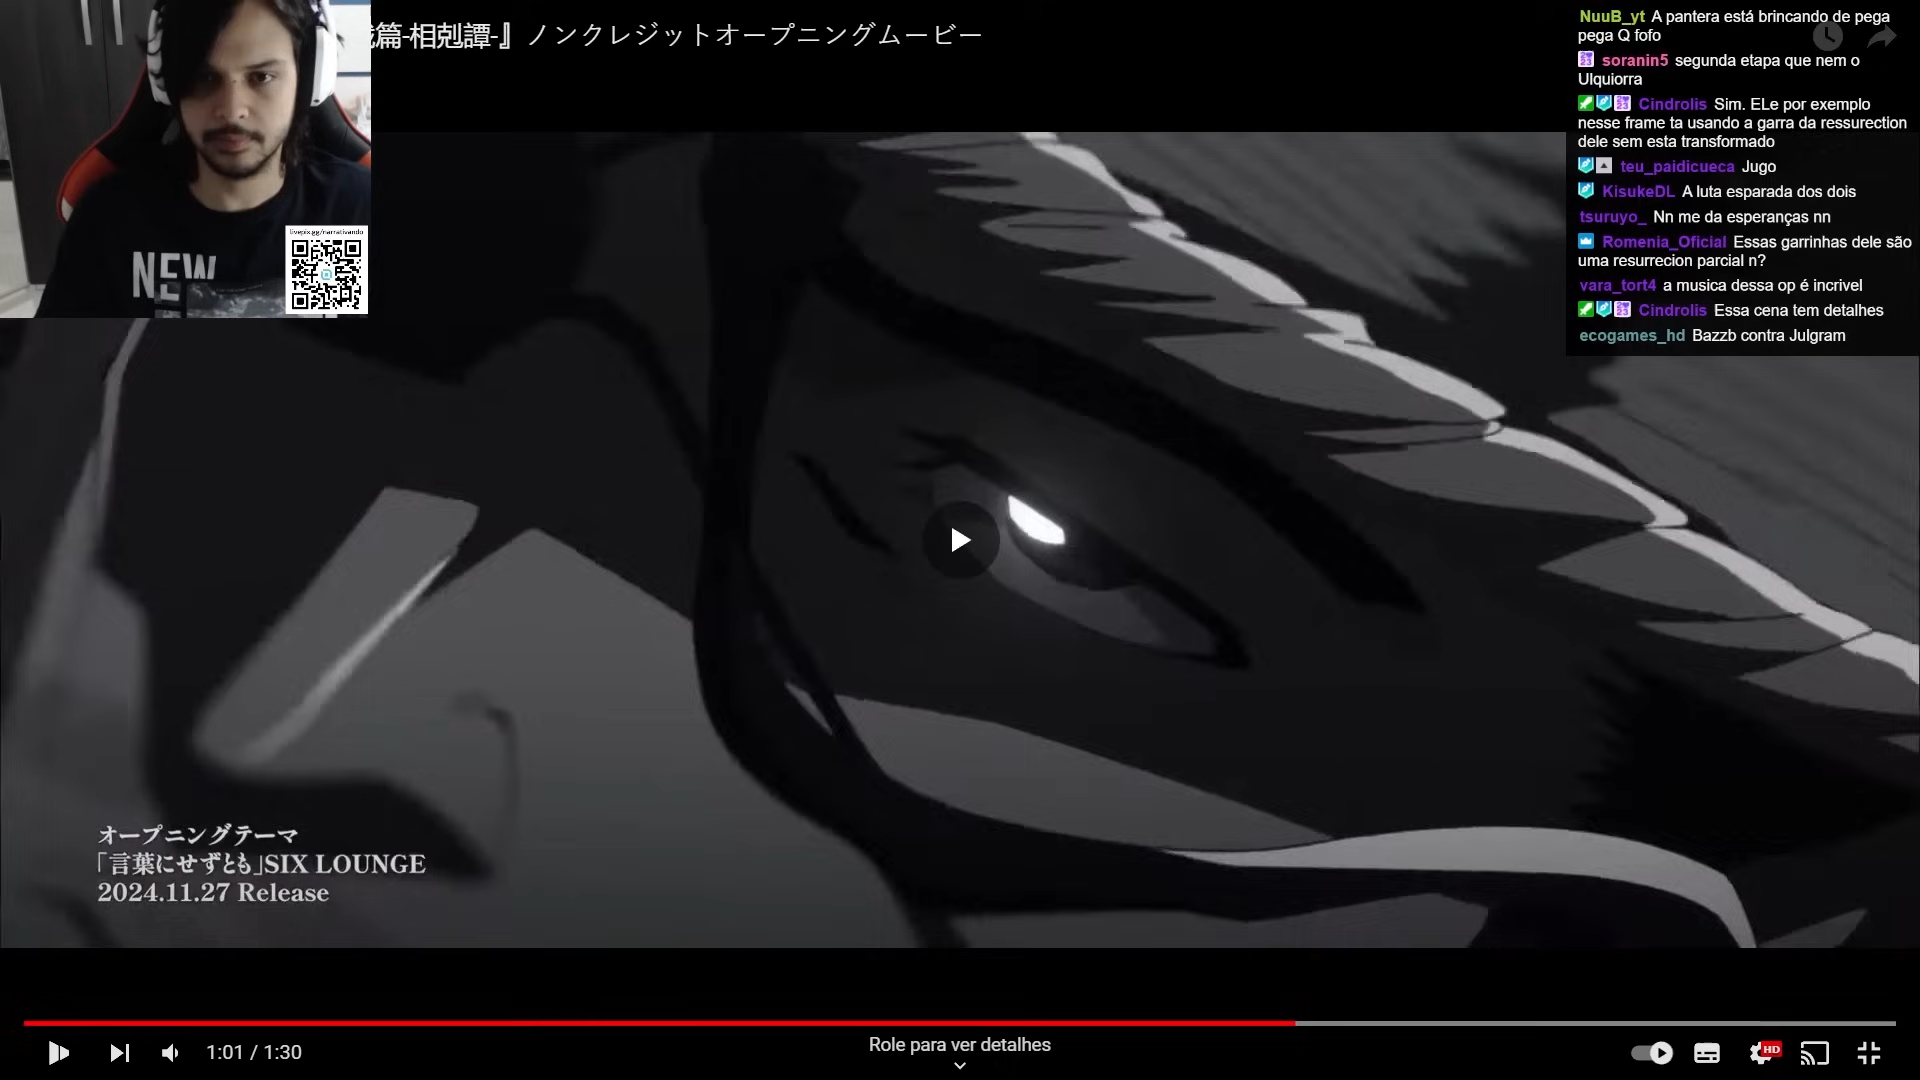 篇-相剋譚-』ノンクレジットオープニングムービー
NEW
livepix.gg/narrativando
NuuB_yt A pantera está brincando de pega
pega Q fofo
soranin5 segunda etapa que nem o
Ulquiorra
Cindrolis Sim. ELe por exemplo
nesse frame ta usando a garra da ressurection
dele sem esta transformado
teu_paidicueca Jugo
KisukeDL A luta esparada dos dois
tsuruyo_ Nn me da esperanças nn
Romenia_Oficial Essas garrinhas dele são
uma resurrecion parcial n?
vara_tort4 a musica dessa op é incrivel
Cindrolis Essa cena tem detalhes
ecogames_hd Bazzb contra Julgram
オープニングテーマ
「言葉にせずとも」SIX LOUNGE
2024.11.27 Release
1:01 / 1:30
Role para ver detalhes
HD